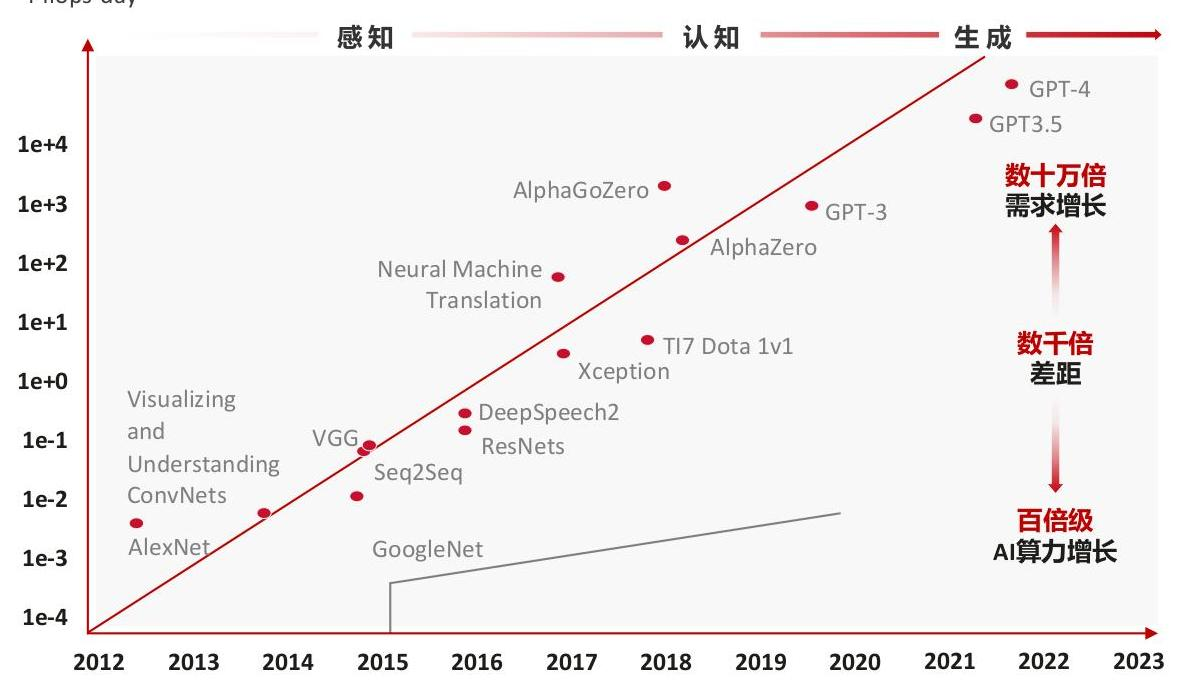 感知
认知
生成
GPT-4
GPT3.5
1e+4
数十万倍
需求增长
AlphaGoZero
1e+3
GPT-3
AlphaZero
1e+2
Neural Machine
Translation
1e+1
数千倍
差距
TI7 Dota 1v1
Xception
1e+0
Visualizing
and
Understanding
ConvNets
DeepSpeech2
ResNets
VGG
1e-1
Seq2Seq
1e-2
百倍级
AI算力增长
AlexNet
GoogleNet
1e-3
1e-4
2012 2013 2014 2015 2016 2017 2018 2019 2020 2021 2022 2023